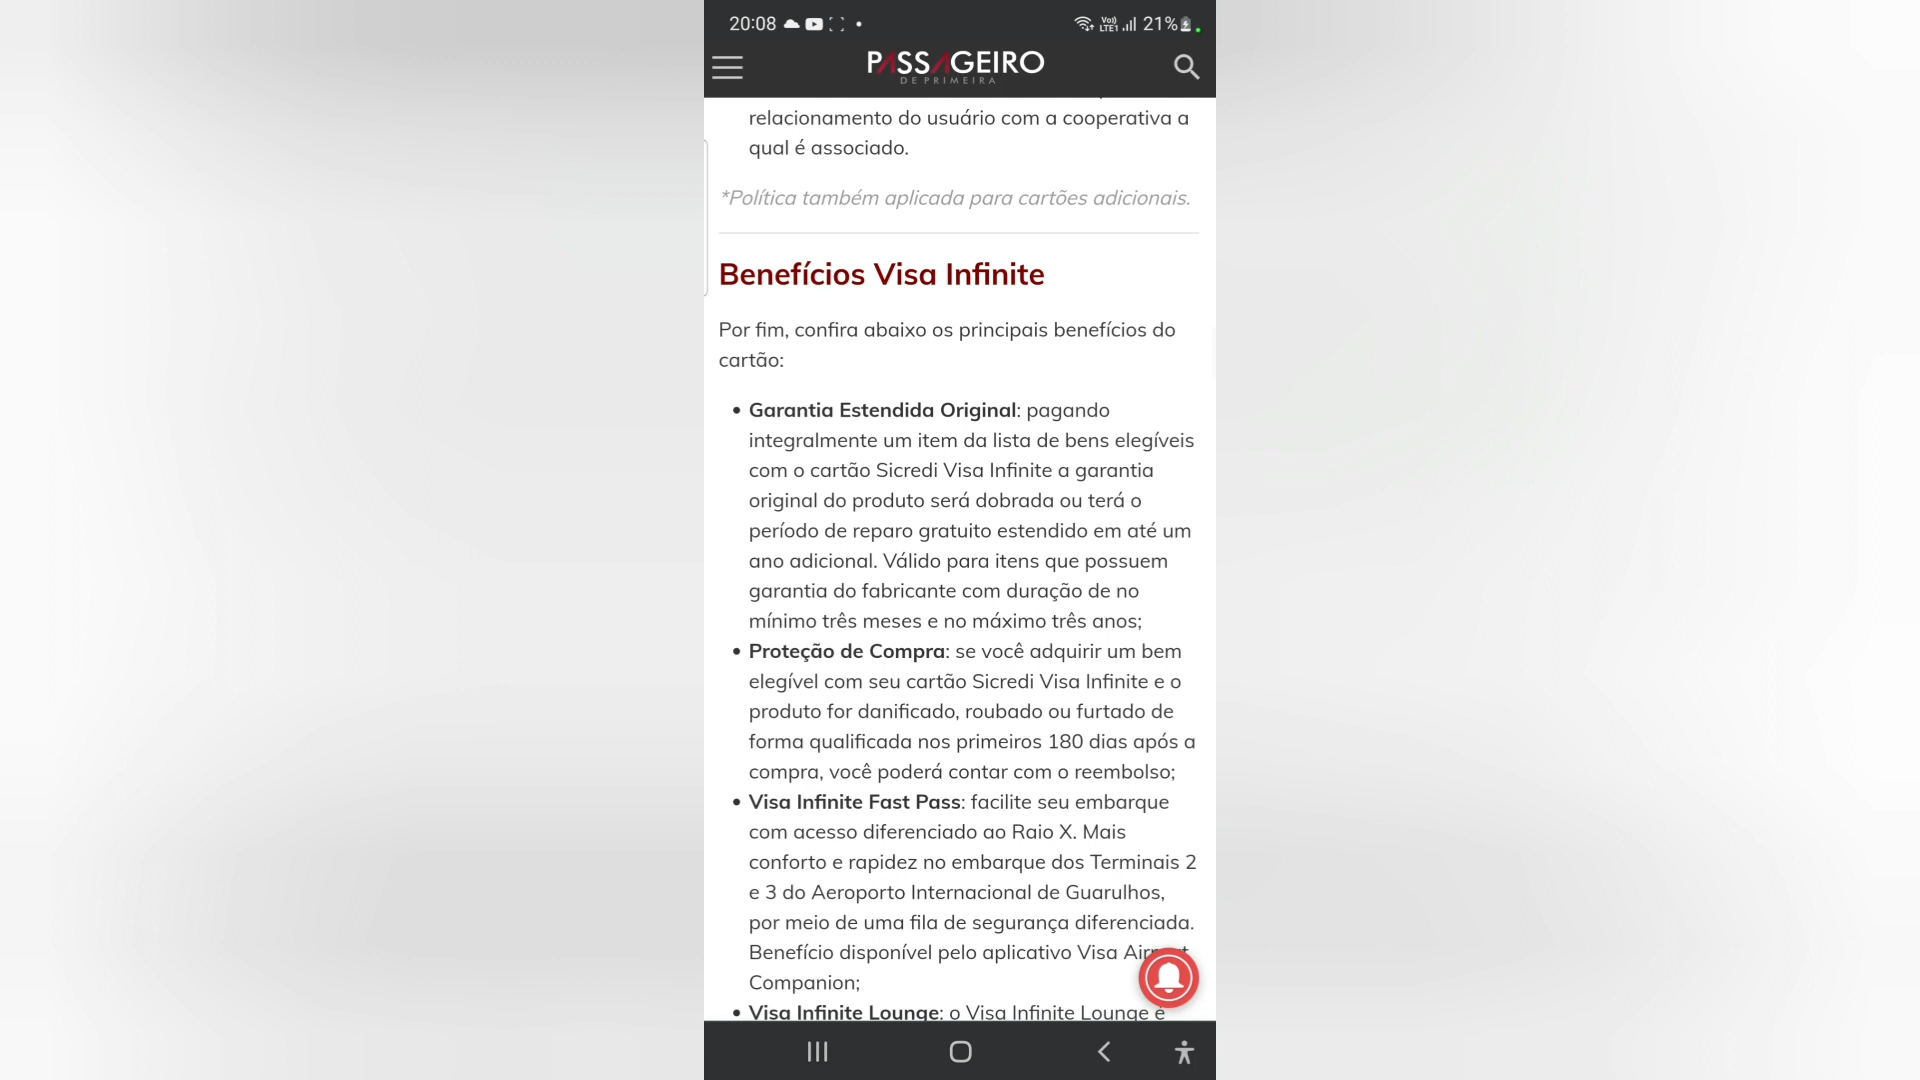 20:08
Vo)) LTE1 21%
PASSAGEIRO
DE PRIMEIRA
relacionamento do usuário com a cooperativa a
qual é associado.
*Política também aplicada para cartões adicionais.
Benefícios Visa Infinite
Por fim, confira abaixo os principais benefícios do
cartão:
• Garantia Estendida Original: pagando
integralmente um item da lista de bens elegíveis
com o cartão Sicredi Visa Infinite a garantia
original do produto será dobrada ou terá o
período de reparo gratuito estendido em até um
ano adicional. Válido para itens que possuem
garantia do fabricante com duração de no
mínimo três meses e no máximo três anos;
• Proteção de Compra: se você adquirir um bem
elegível com seu cartão Sicredi Visa Infinite e o
produto for danificado, roubado ou furtado de
forma qualificada nos primeiros 180 dias após a
compra, você poderá contar com o reembolso;
• Visa Infinite Fast Pass: facilite seu embarque
com acesso diferenciado ao Raio X. Mais
conforto e rapidez no embarque dos Terminais 2
e 3 do Aeroporto Internacional de Guarulhos,
por meio de uma fila de segurança diferenciada.
Benefício disponível pelo aplicativo Visa
Companion;
• Visa Infinite Lounge: o Visa Infinite Lounge é